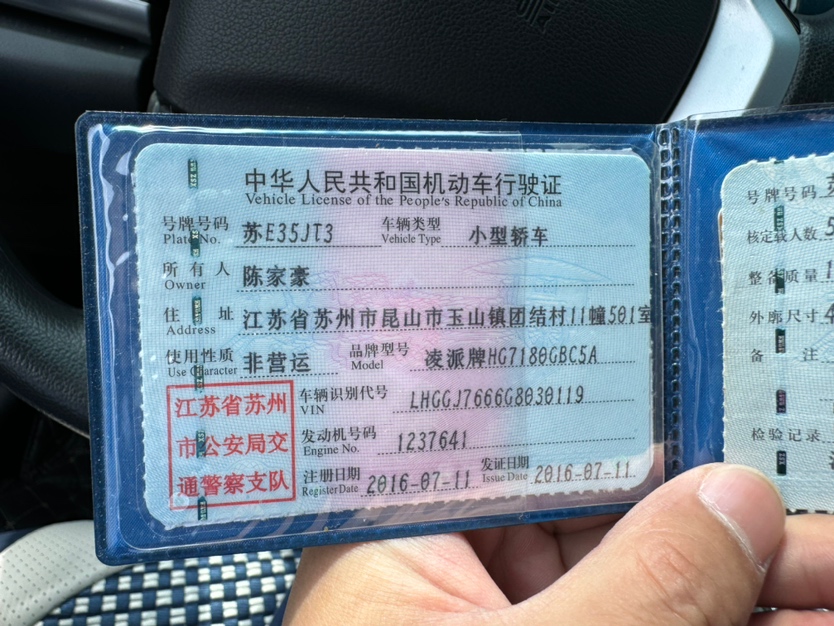 中华人民共和国机动车行驶证
Vehicle License of the People's Republic of China
号牌号码 苏E35JT3 车辆类型 小型轿车
Plate No. Vehicle Type
所有人 陈家豪
Owner
住址 江苏省苏州市昆山市玉山镇团结村11幢501室
Address
使用性质 非营运 品牌型号 凌派牌HG7180GBC5A
Use Character Model
江苏省苏州
市公安局交
通警察支队
车辆识别代号 LHGGJ7666G8030119
VIN
发动机号码 1237641
Engine No.
注册日期 2016-07-11 发证日期 2016-07-11
Register Date Issue Date
号牌号码
核定载人数 5
整备质量 1
外廓尺寸 4
备注
检验记录